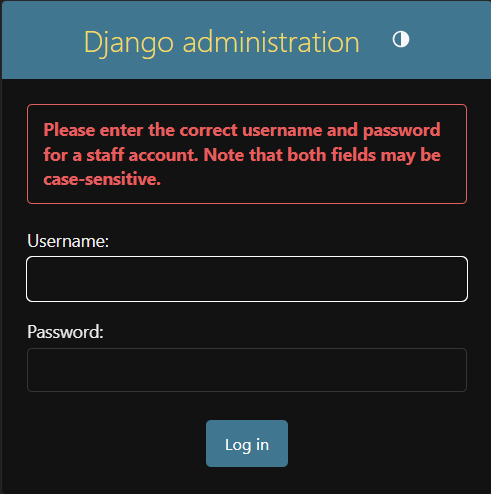 Django administration
Please enter the correct username and password
for a staff account. Note that both fields may be
case-sensitive.
Username:
Password:
Log in